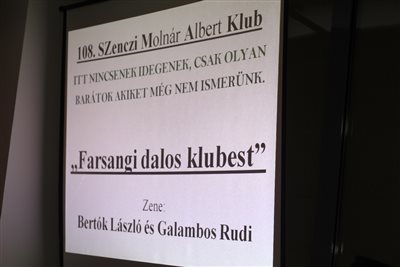 108. SZenczi Molnár Albert Klub
ITT NINCSENEK IDEGENEK, CSAK OLYAN
BARÁTOK AKIKET MÉG NEM ISMERÜNK.
„Farsangi dalos klubest”
Zene:
Bertók László és Galambos Rudi